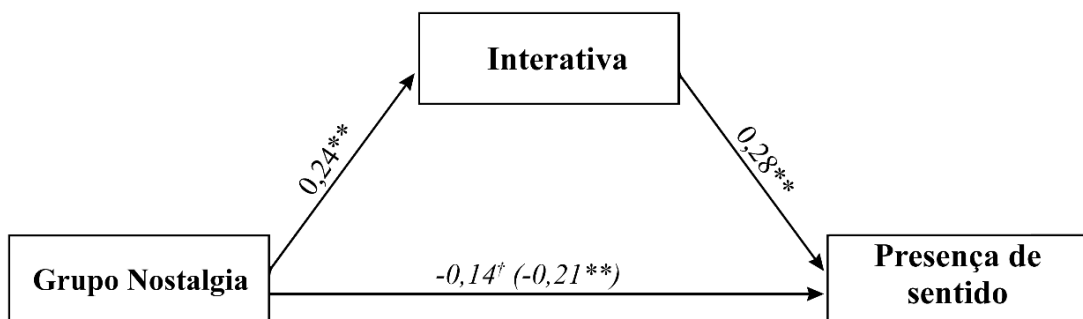 Interativa
0,24**
0,28**
Grupo Nostalgia
-0,14† (-0,21**)
Presença de
sentido